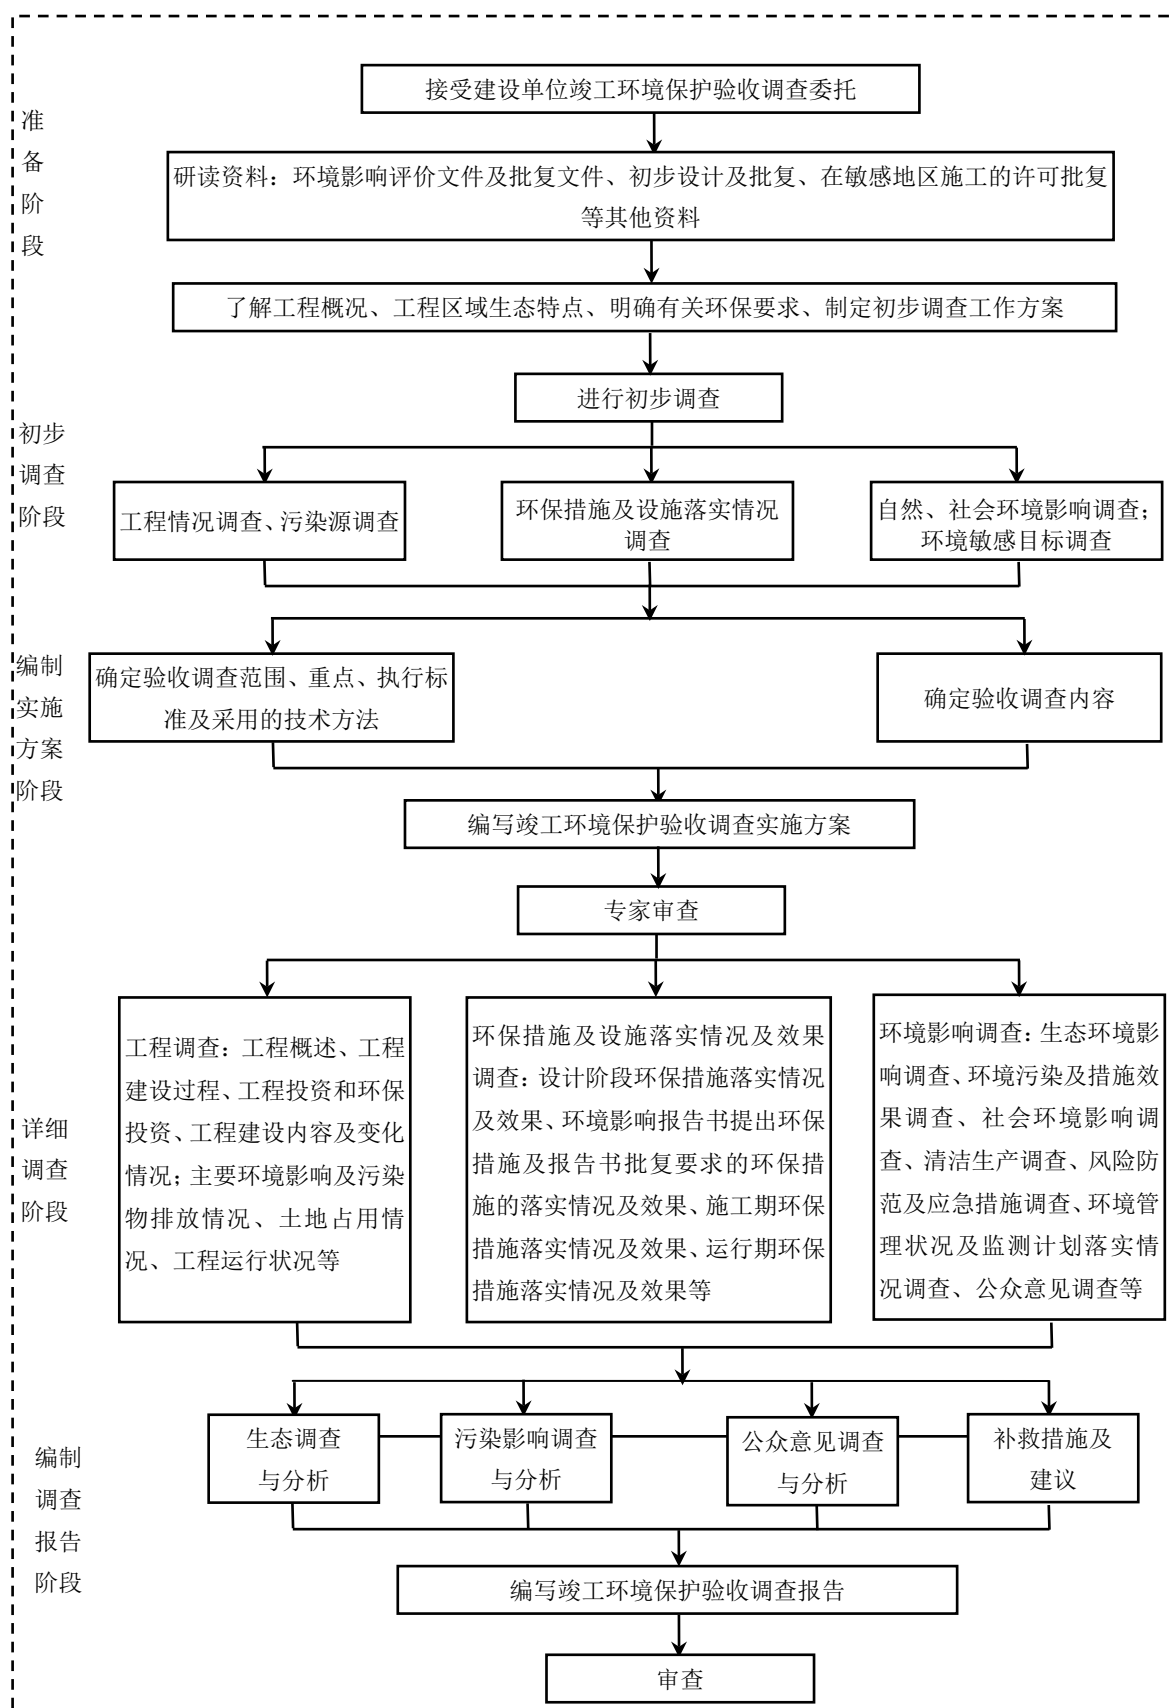 接受建设单位竣工环境保护验收调查委托
准
备
阶
段
研读资料：环境影响评价文件及批复文件、初步设计及批复、在敏感地区施工的许可批复
等其他资料
了解工程概况、工程区域生态特点、明确有关环保要求、制定初步调查工作方案
进行初步调查
初步
调查
阶段
工程情况调查、污染源调查
环保措施及设施落实情况
调查
自然、社会环境影响调查；
环境敏感目标调查
编制
实施
方案
阶段
确定验收调查范围、重点、执行标
准及采用的技术方法
确定验收调查内容
编写竣工环境保护验收调查实施方案
专家审查
详细
调查
阶段
工程调查：工程概述、工程
建设过程、工程投资和环保
投资、工程建设内容及变化
情况；主要环境影响及污染
物排放情况、土地占用情
况、工程运行状况等
环保措施及设施落实情况及效果
调查：设计阶段环保措施落实情况
及效果、环境影响报告书提出环保
措施及报告书批复要求的环保措
施的落实情况及效果、施工期环保
措施落实情况及效果、运行期环保
措施落实情况及效果等
环境影响调查：生态环境影
响调查、环境污染及措施效
果调查、社会环境影响调
查、清洁生产调查、风险防
范及应急措施调查、环境管
理状况及监测计划落实情
况调查、公众意见调查等
编制
调查
报告
阶段
生态调查
与分析
污染影响调查
与分析
公众意见调查
与分析
补救措施及
建议
编写竣工环境保护验收调查报告
审查